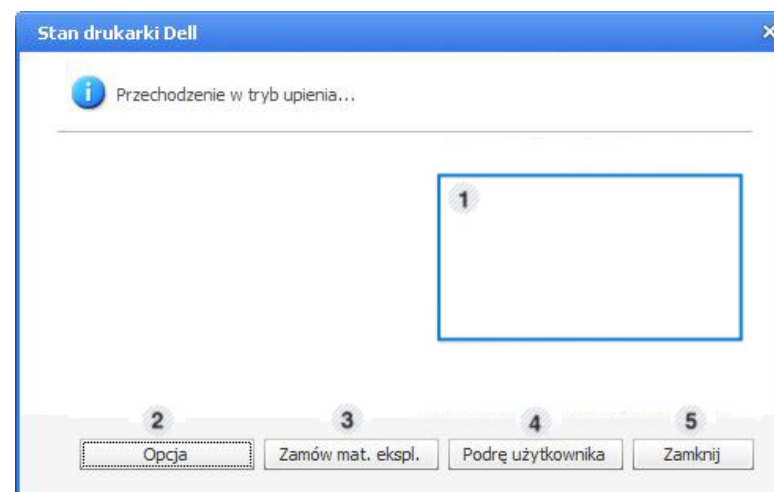 Stan drukarki Dell
Przechodzenie w tryb upienia...
1
2 3 4 5
Opcja Zamów mat. ekspl. Podrę użytkownika Zamknij